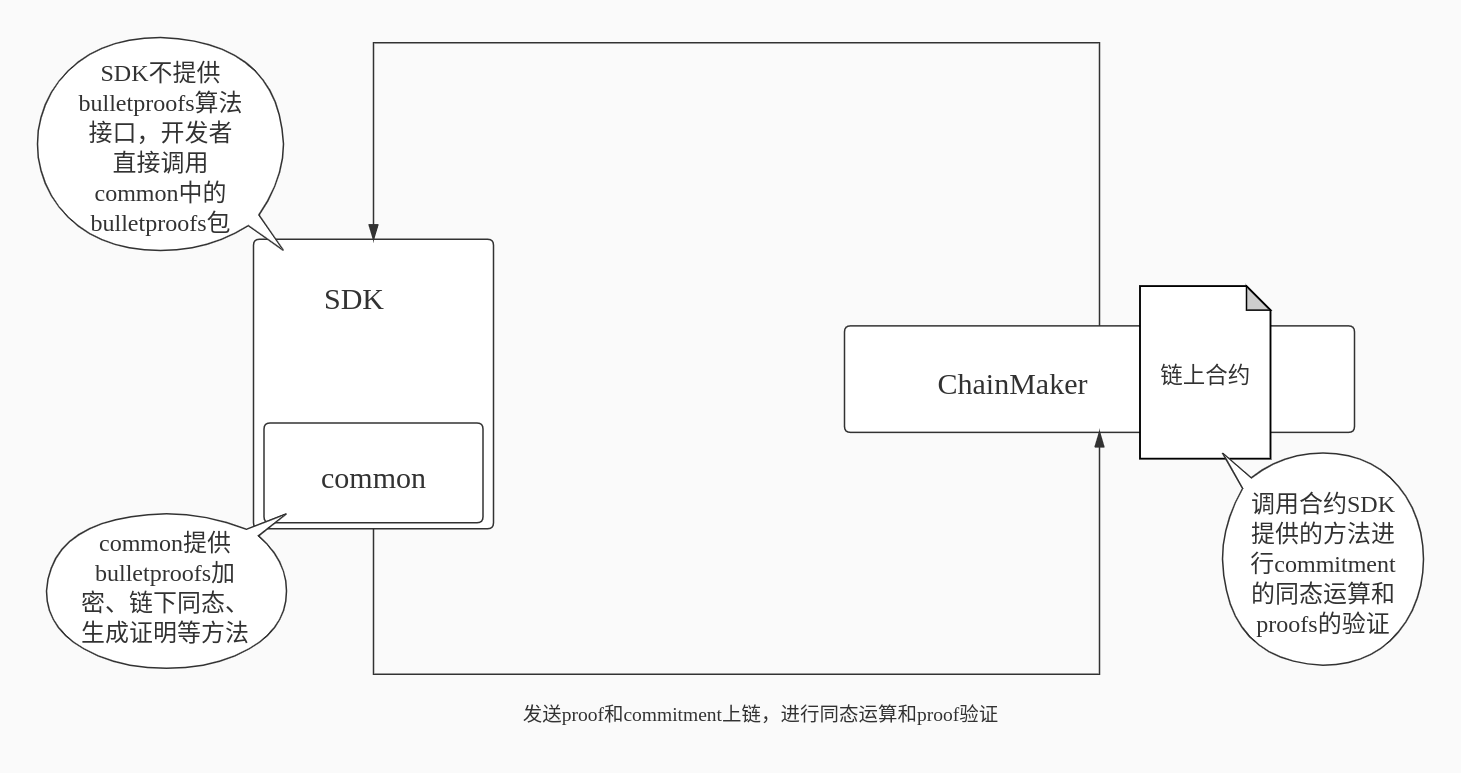 SDK不提供
bulletproofs算法
接口，开发者
直接调用
common中的
bulletproofs包
SDK
common
common提供
bulletproofs加
密、链下同态、
生成证明等方法
ChainMaker
链上合约
调用合约SDK
提供的方法进
行commitment
的同态运算和
proofs的验证
发送proof和commitment上链，进行同态运算和proof验证